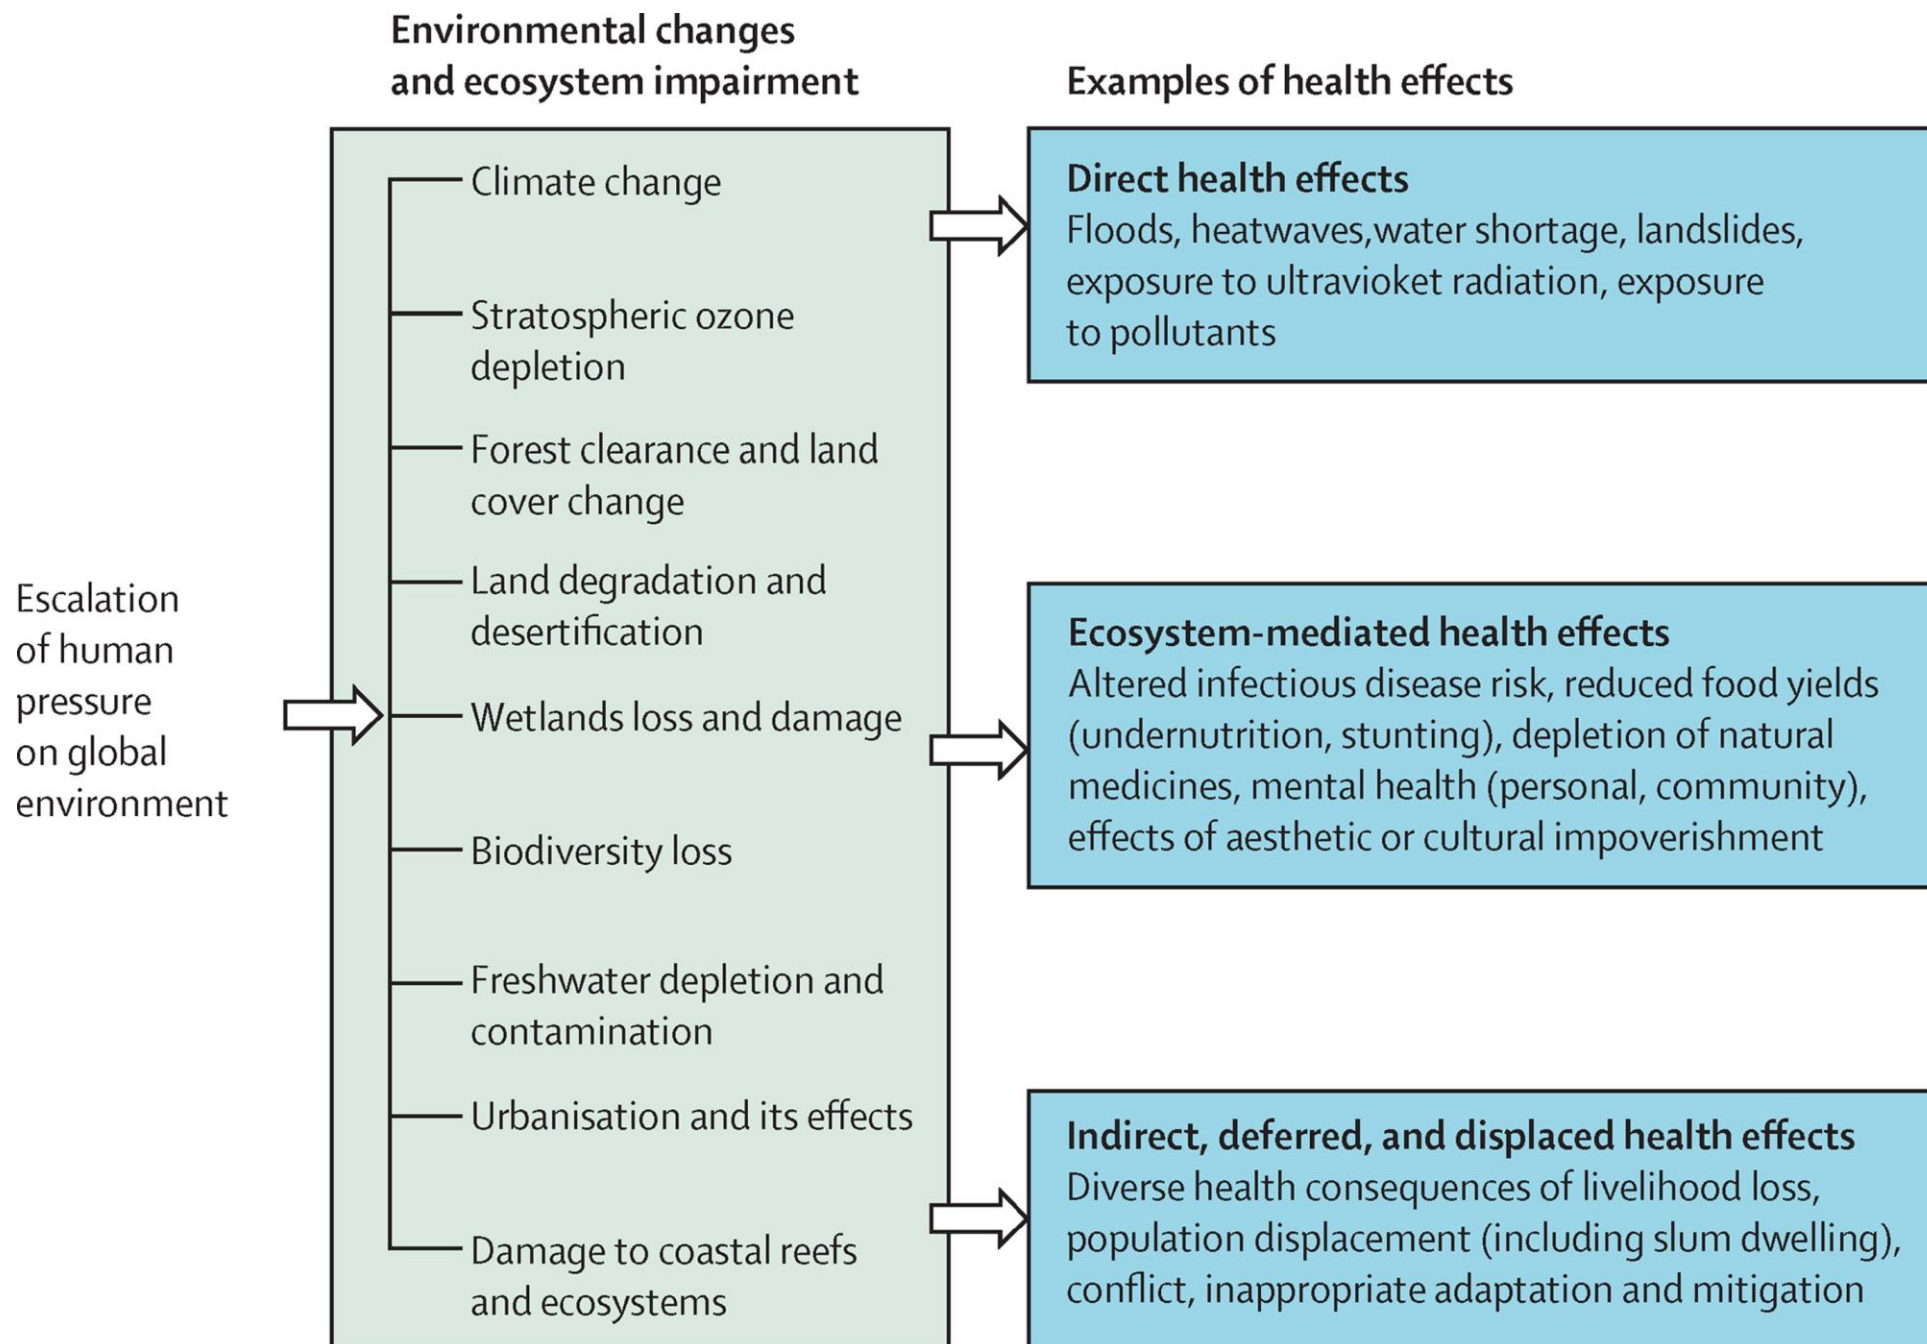 Environmental changes
and ecosystem impairment
Examples of health effects
Escalation
of human
pressure
on global
environment
Climate change
Stratospheric ozone
depletion
Forest clearance and land
cover change
Land degradation and
desertification
Wetlands loss and damage
Biodiversity loss
Freshwater depletion and
contamination
Urbanisation and its effects
Damage to coastal reefs
and ecosystems
Direct health effects
Floods, heatwaves,water shortage, landslides,
exposure to ultravioket radiation, exposure
to pollutants
Ecosystem-mediated health effects
Altered infectious disease risk, reduced food yields
(undernutrition, stunting), depletion of natural
medicines, mental health (personal, community),
effects of aesthetic or cultural impoverishment
Indirect, deferred, and displaced health effects
Diverse health consequences of livelihood loss,
population displacement (including slum dwelling),
conflict, inappropriate adaptation and mitigation